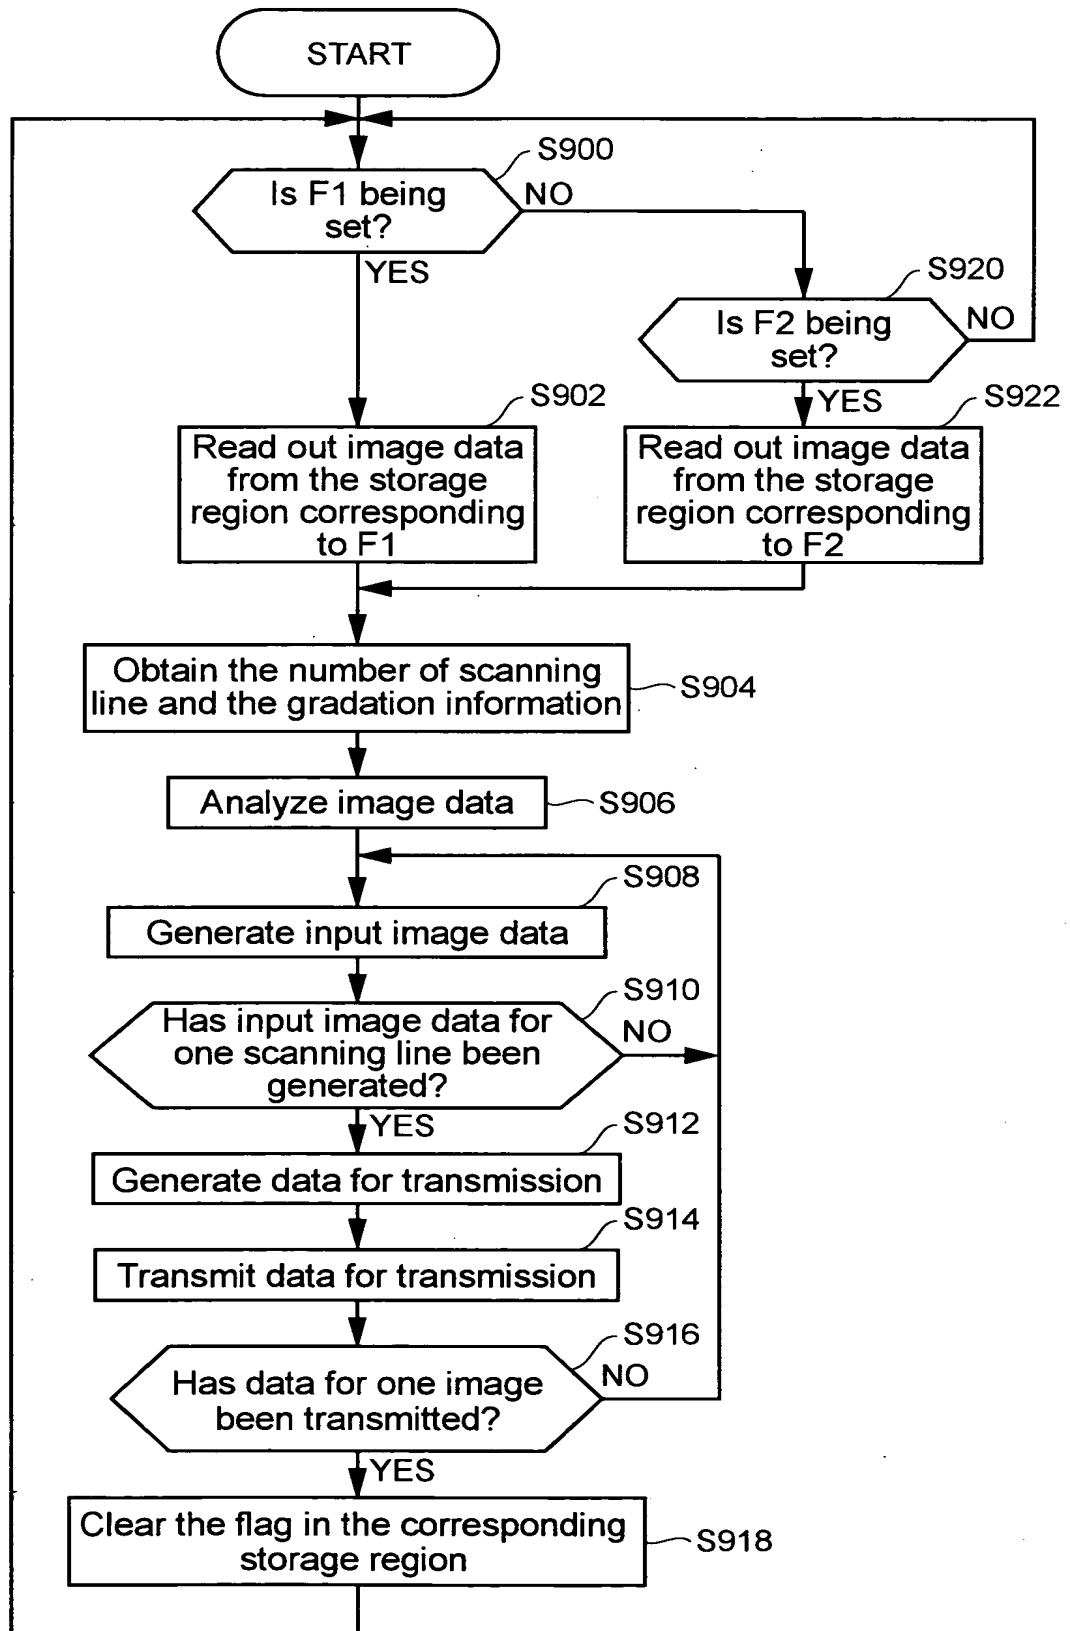 START
S900
Is F1 being
set?
NO
YES
S920
Is F2 being
set?
NO
YES
S902
Read out image data
from the storage
region corresponding
to F1
S922
Read out image data
from the storage
region corresponding
to F2
Obtain the number of scanning
line and the gradation information
S904
Analyze image data
S906
S908
Generate input image data
S910
Has input image data for
one scanning line been
generated?
NO
YES
S912
Generate data for transmission
S914
Transmit data for transmission
S916
Has data for one image
been transmitted?
NO
YES
Clear the flag in the corresponding
storage region
S918